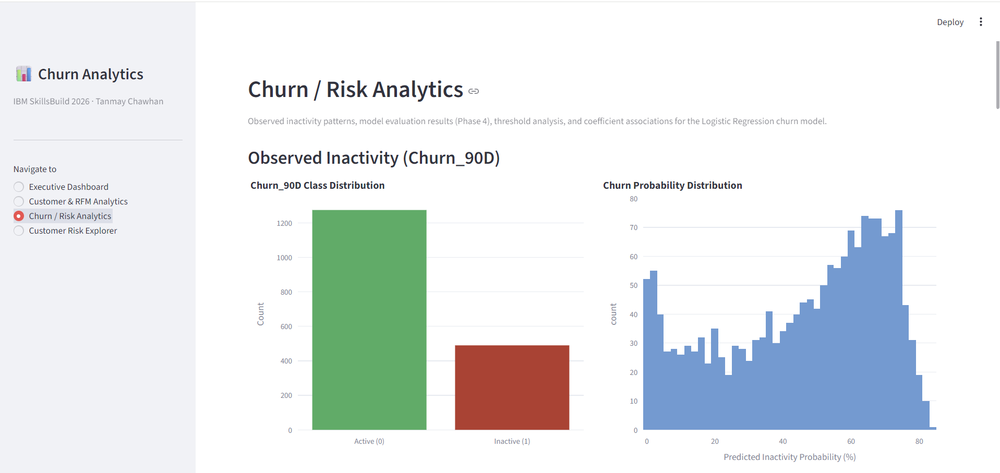 Deploy
Churn Analytics
IBM SkillsBuild 2026 · Tanmay Chawhan
Navigate to
Executive Dashboard
Customer & RFM Analytics
Churn / Risk Analytics
Customer Risk Explorer
Churn / Risk Analytics
Observed inactivity patterns, model evaluation results (Phase 4), threshold analysis, and coefficient associations for the Logistic Regression churn model.
Observed Inactivity (Churn_90D)
Churn_90D Class Distribution
Count
1200
1000
800
600
400
200
0
Active (0)
Inactive (1)
Churn Probability Distribution
count
80
70
60
50
40
30
20
10
0
0
20
40
60
80
Predicted Inactivity Probability (%)